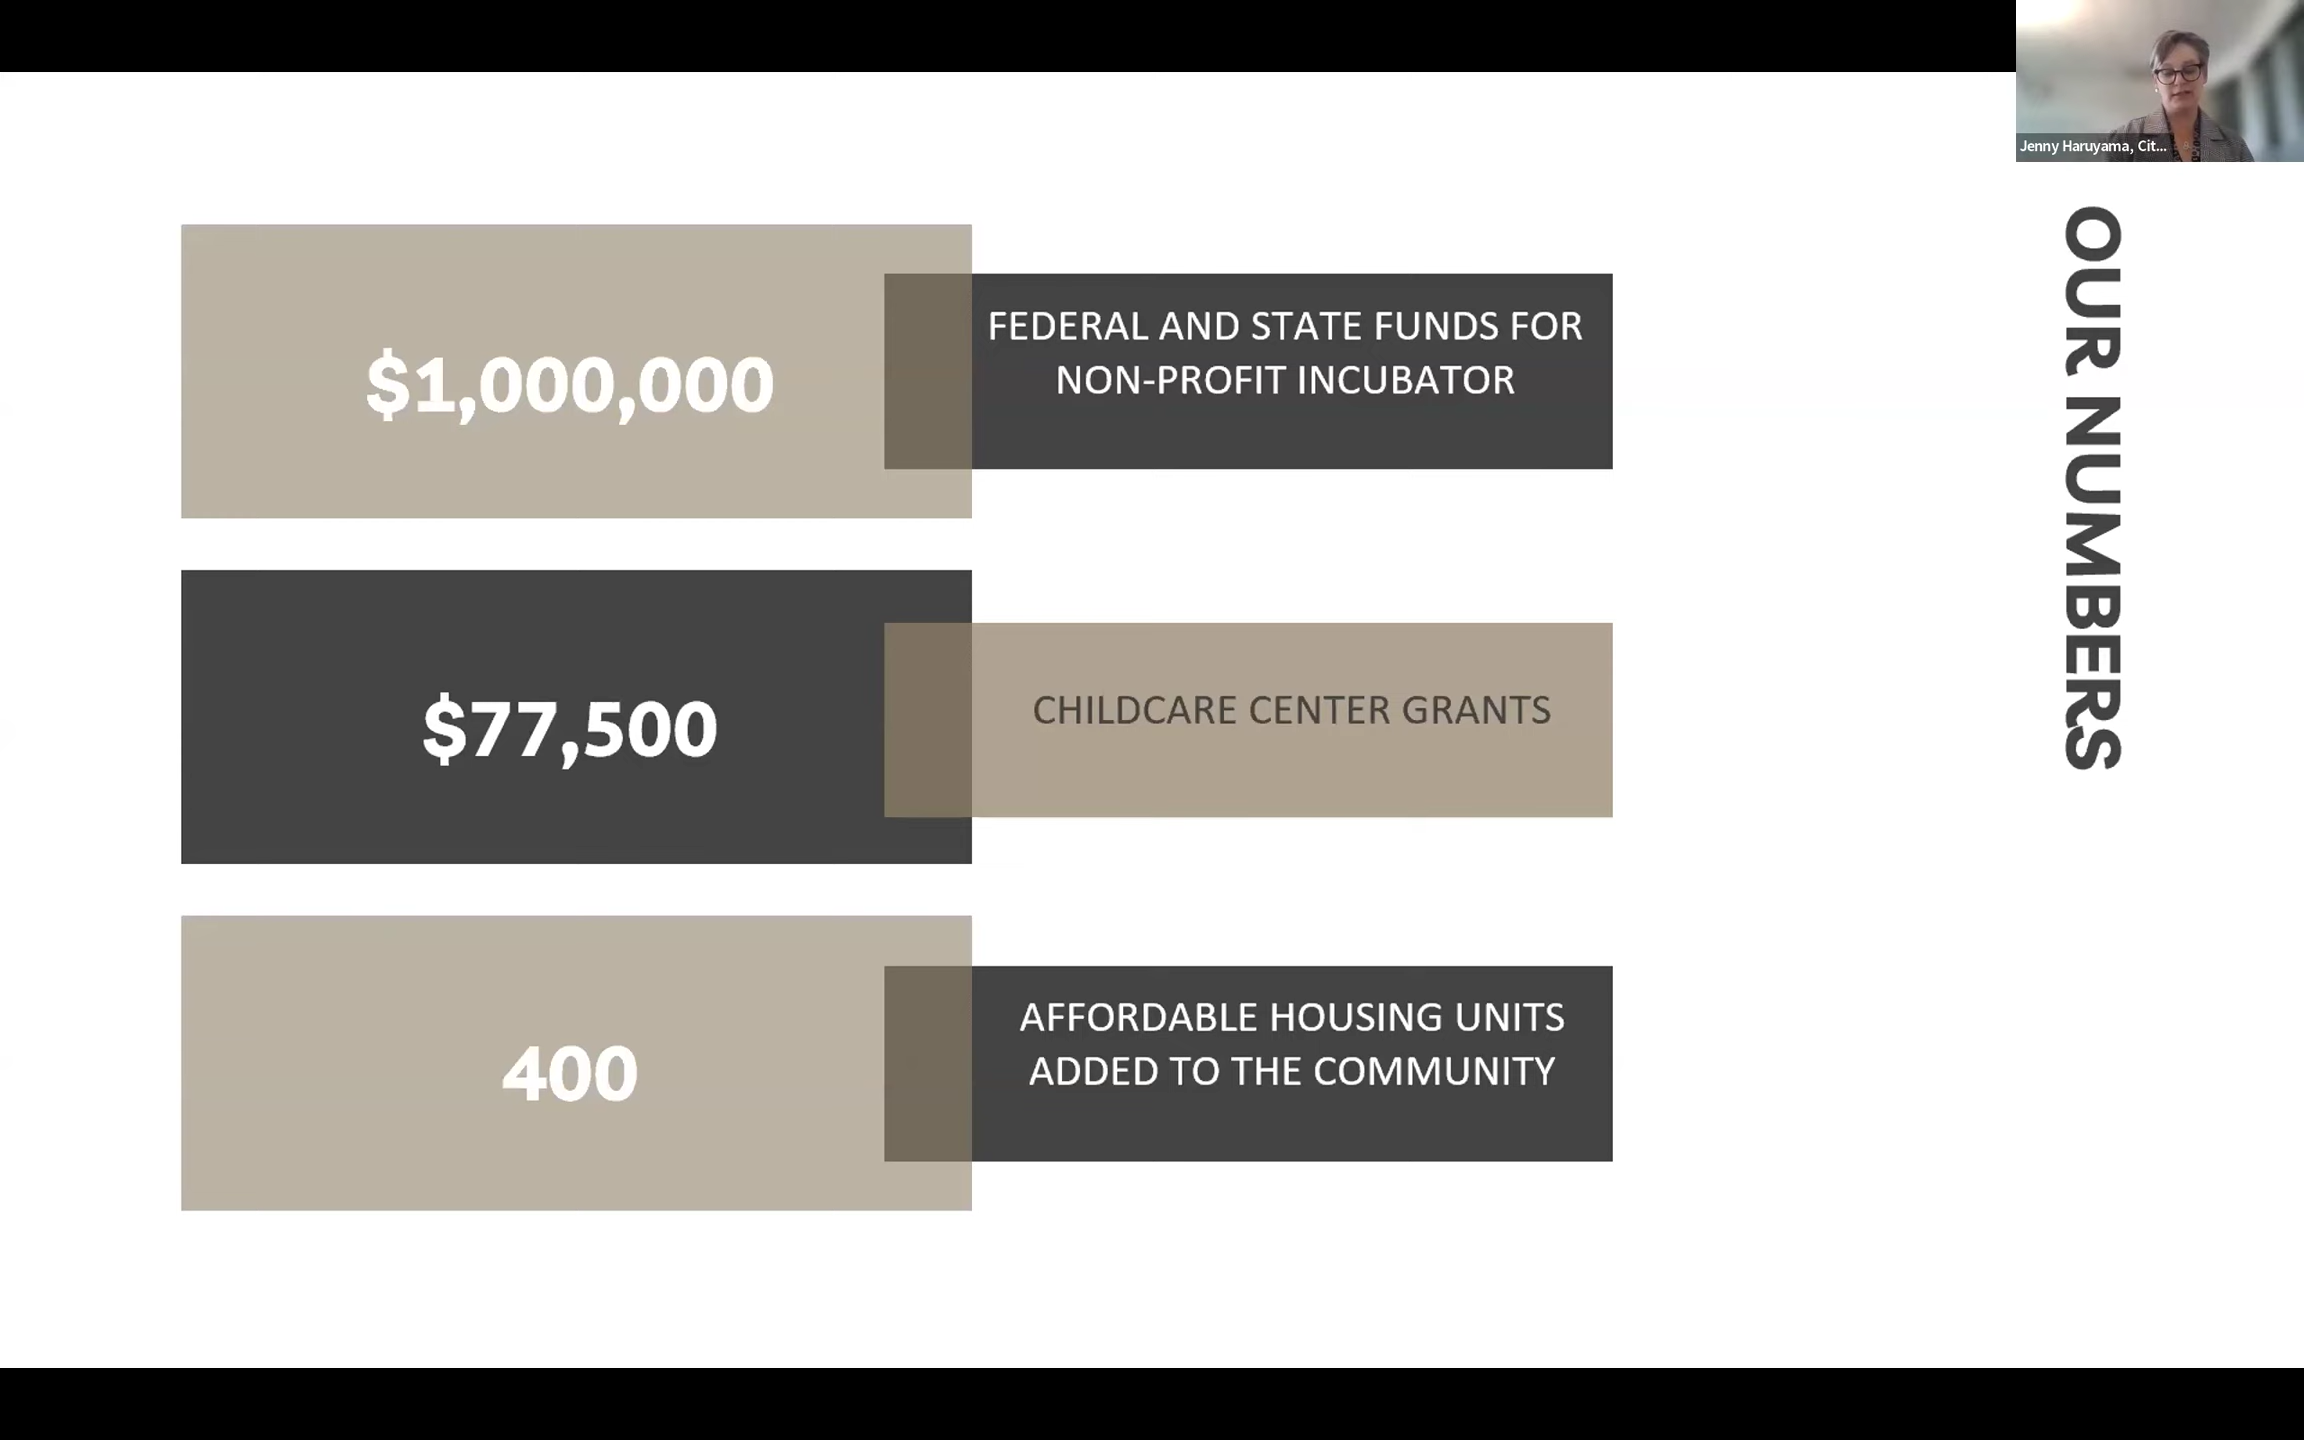 Jenny Haruyama, Cit...
OUR NUMBERS
$1,000,000
FEDERAL AND STATE FUNDS FOR
NON-PROFIT INCUBATOR
$77,500
CHILDCARE CENTER GRANTS
400
AFFORDABLE HOUSING UNITS
ADDED TO THE COMMUNITY